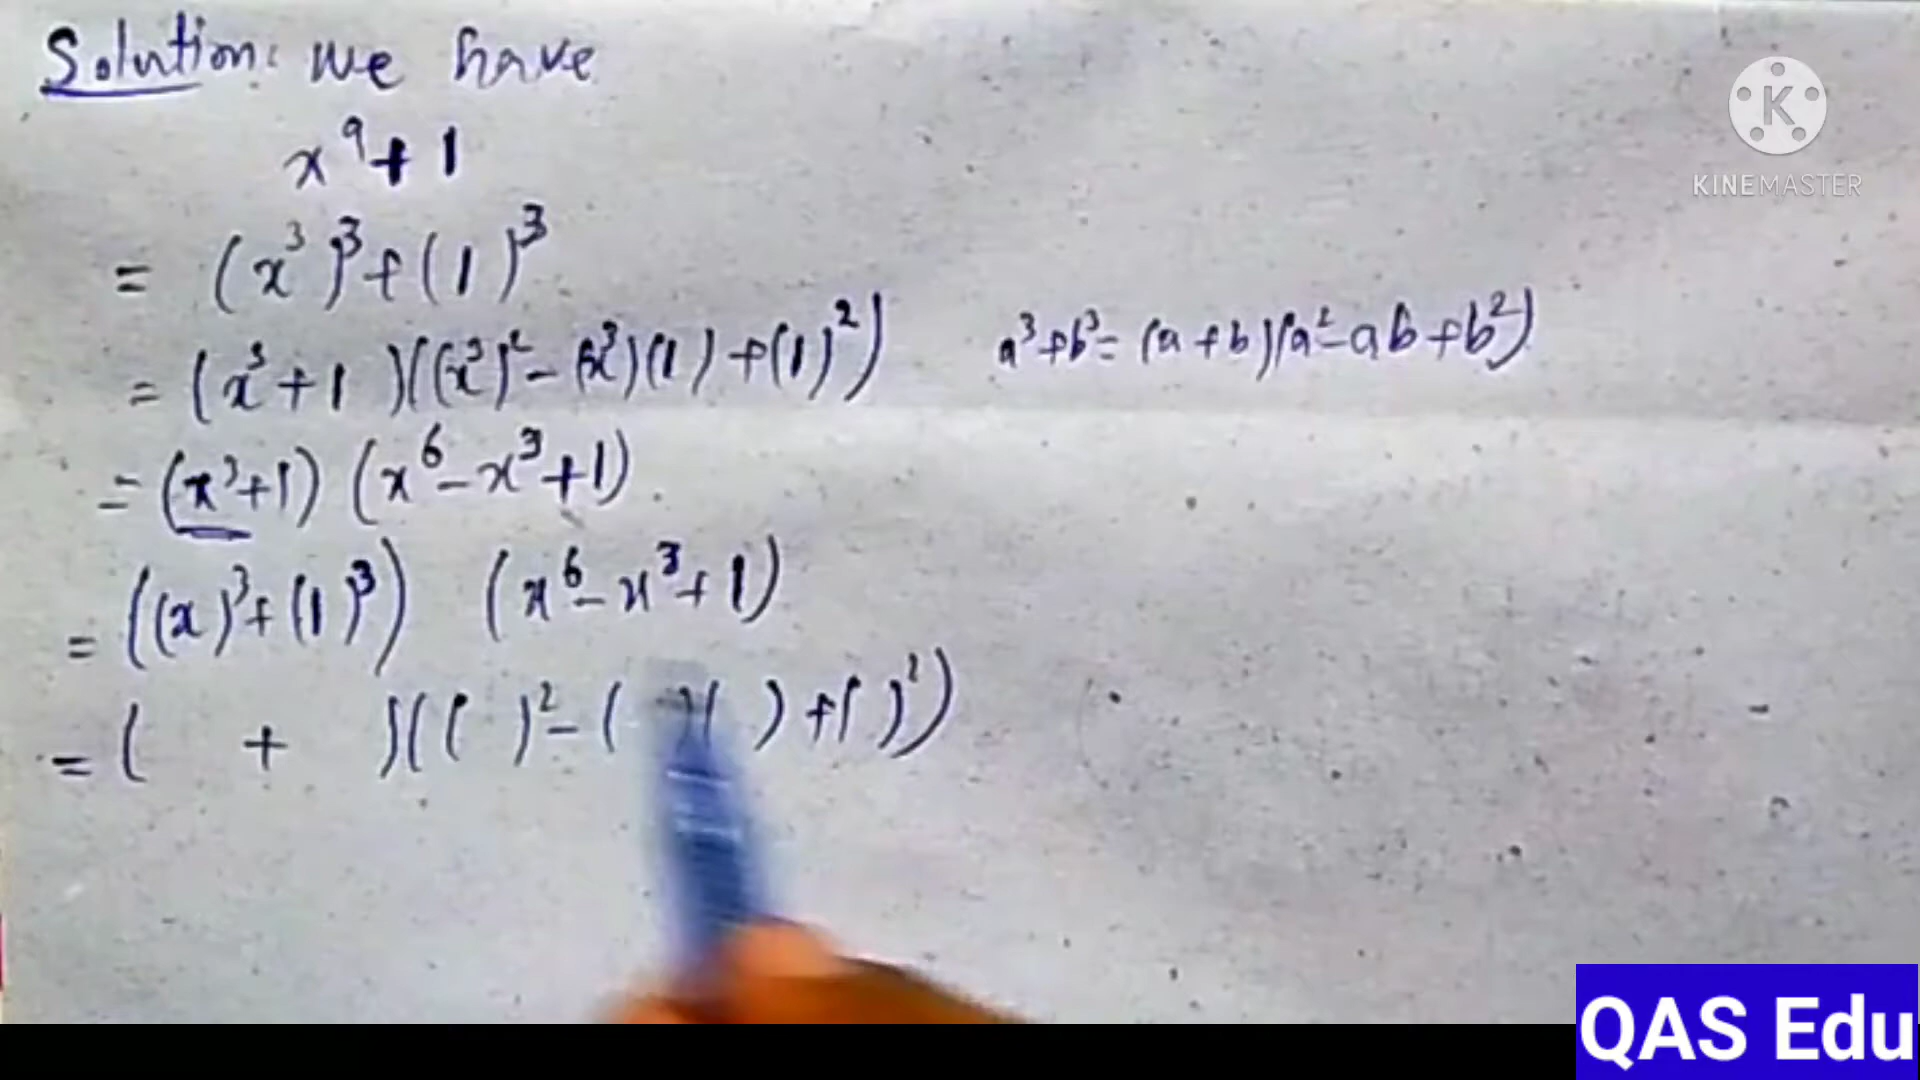 Solution: we have
x⁹ + 1
= (x³)³ + (1)³
= (x³ + 1)((x³)² - (x³)(1) + (1)²) a³ + b³ = (a + b)(a² - ab + b²)
= (x³ + 1) (x⁶ - x³ + 1)
= ((x)³ + (1)³) (x⁶ - x³ + 1)
= ( + )(( )² - ( )( ) + ( )²)
K
KINEMASTER
QAS Edu